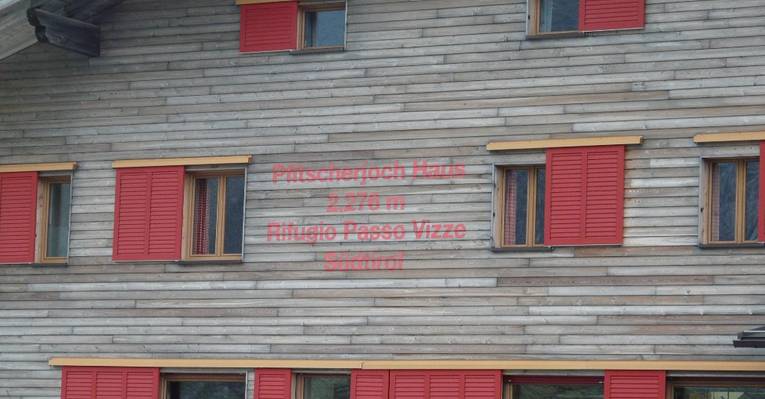 Pfitscherjoch Haus
2.276 m
Rifugio Passo Vizze
Südtirol